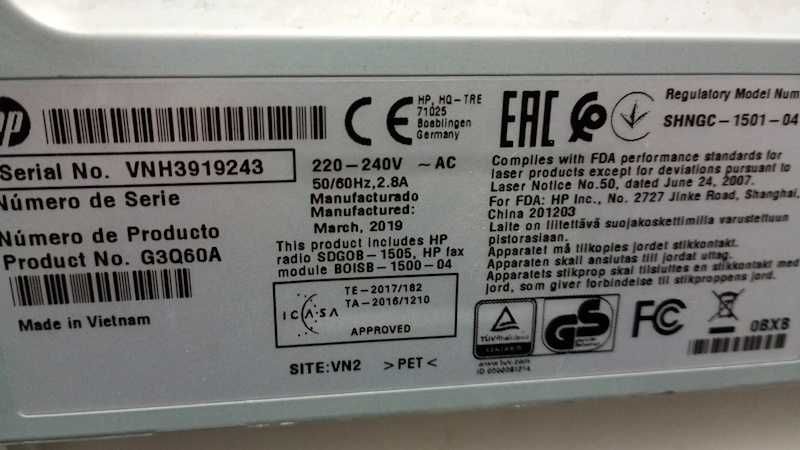 hp
Serial No. VNH3919243
Número de Serie
Número de Producto
Product No. G3Q60A
Made in Vietnam
CE
HP, HQ-TRE
71025
Boeblingen
Germany
220-240V ~ AC
50/60Hz, 2.8A
Manufacturado
Manufactured:
March, 2019
This product includes HP
radio SDGOB-1505, HP fax
module BOISB-1500-04
ICASA
TE-2017/182
TA-2016/1210
APPROVED
SITE:VN2 >PET<
EAC
Regulatory Model Num
SHNGC-1501-04
Complies with FDA performance standards for
laser products except for deviations pursuant to
Laser Notice No.50, dated June 24, 2007.
For FDA: HP Inc., No. 2727 Jinke Road, Shanghai,
China 201203
Laite on liitettävä suojakoskettimilla varustettuun
pistorasiaan.
Apparatet må tilkoples jordet stikkontakt.
Apparaten skall anslutas till jordat uttag.
Apparatets stikprop skal tilsluttes en stikkontakt med
jord, som giver forbindelse til stikproppens jord.
TÜVRheinland
CERTIFIED
www.tuv.com
GS
FC
0BXB